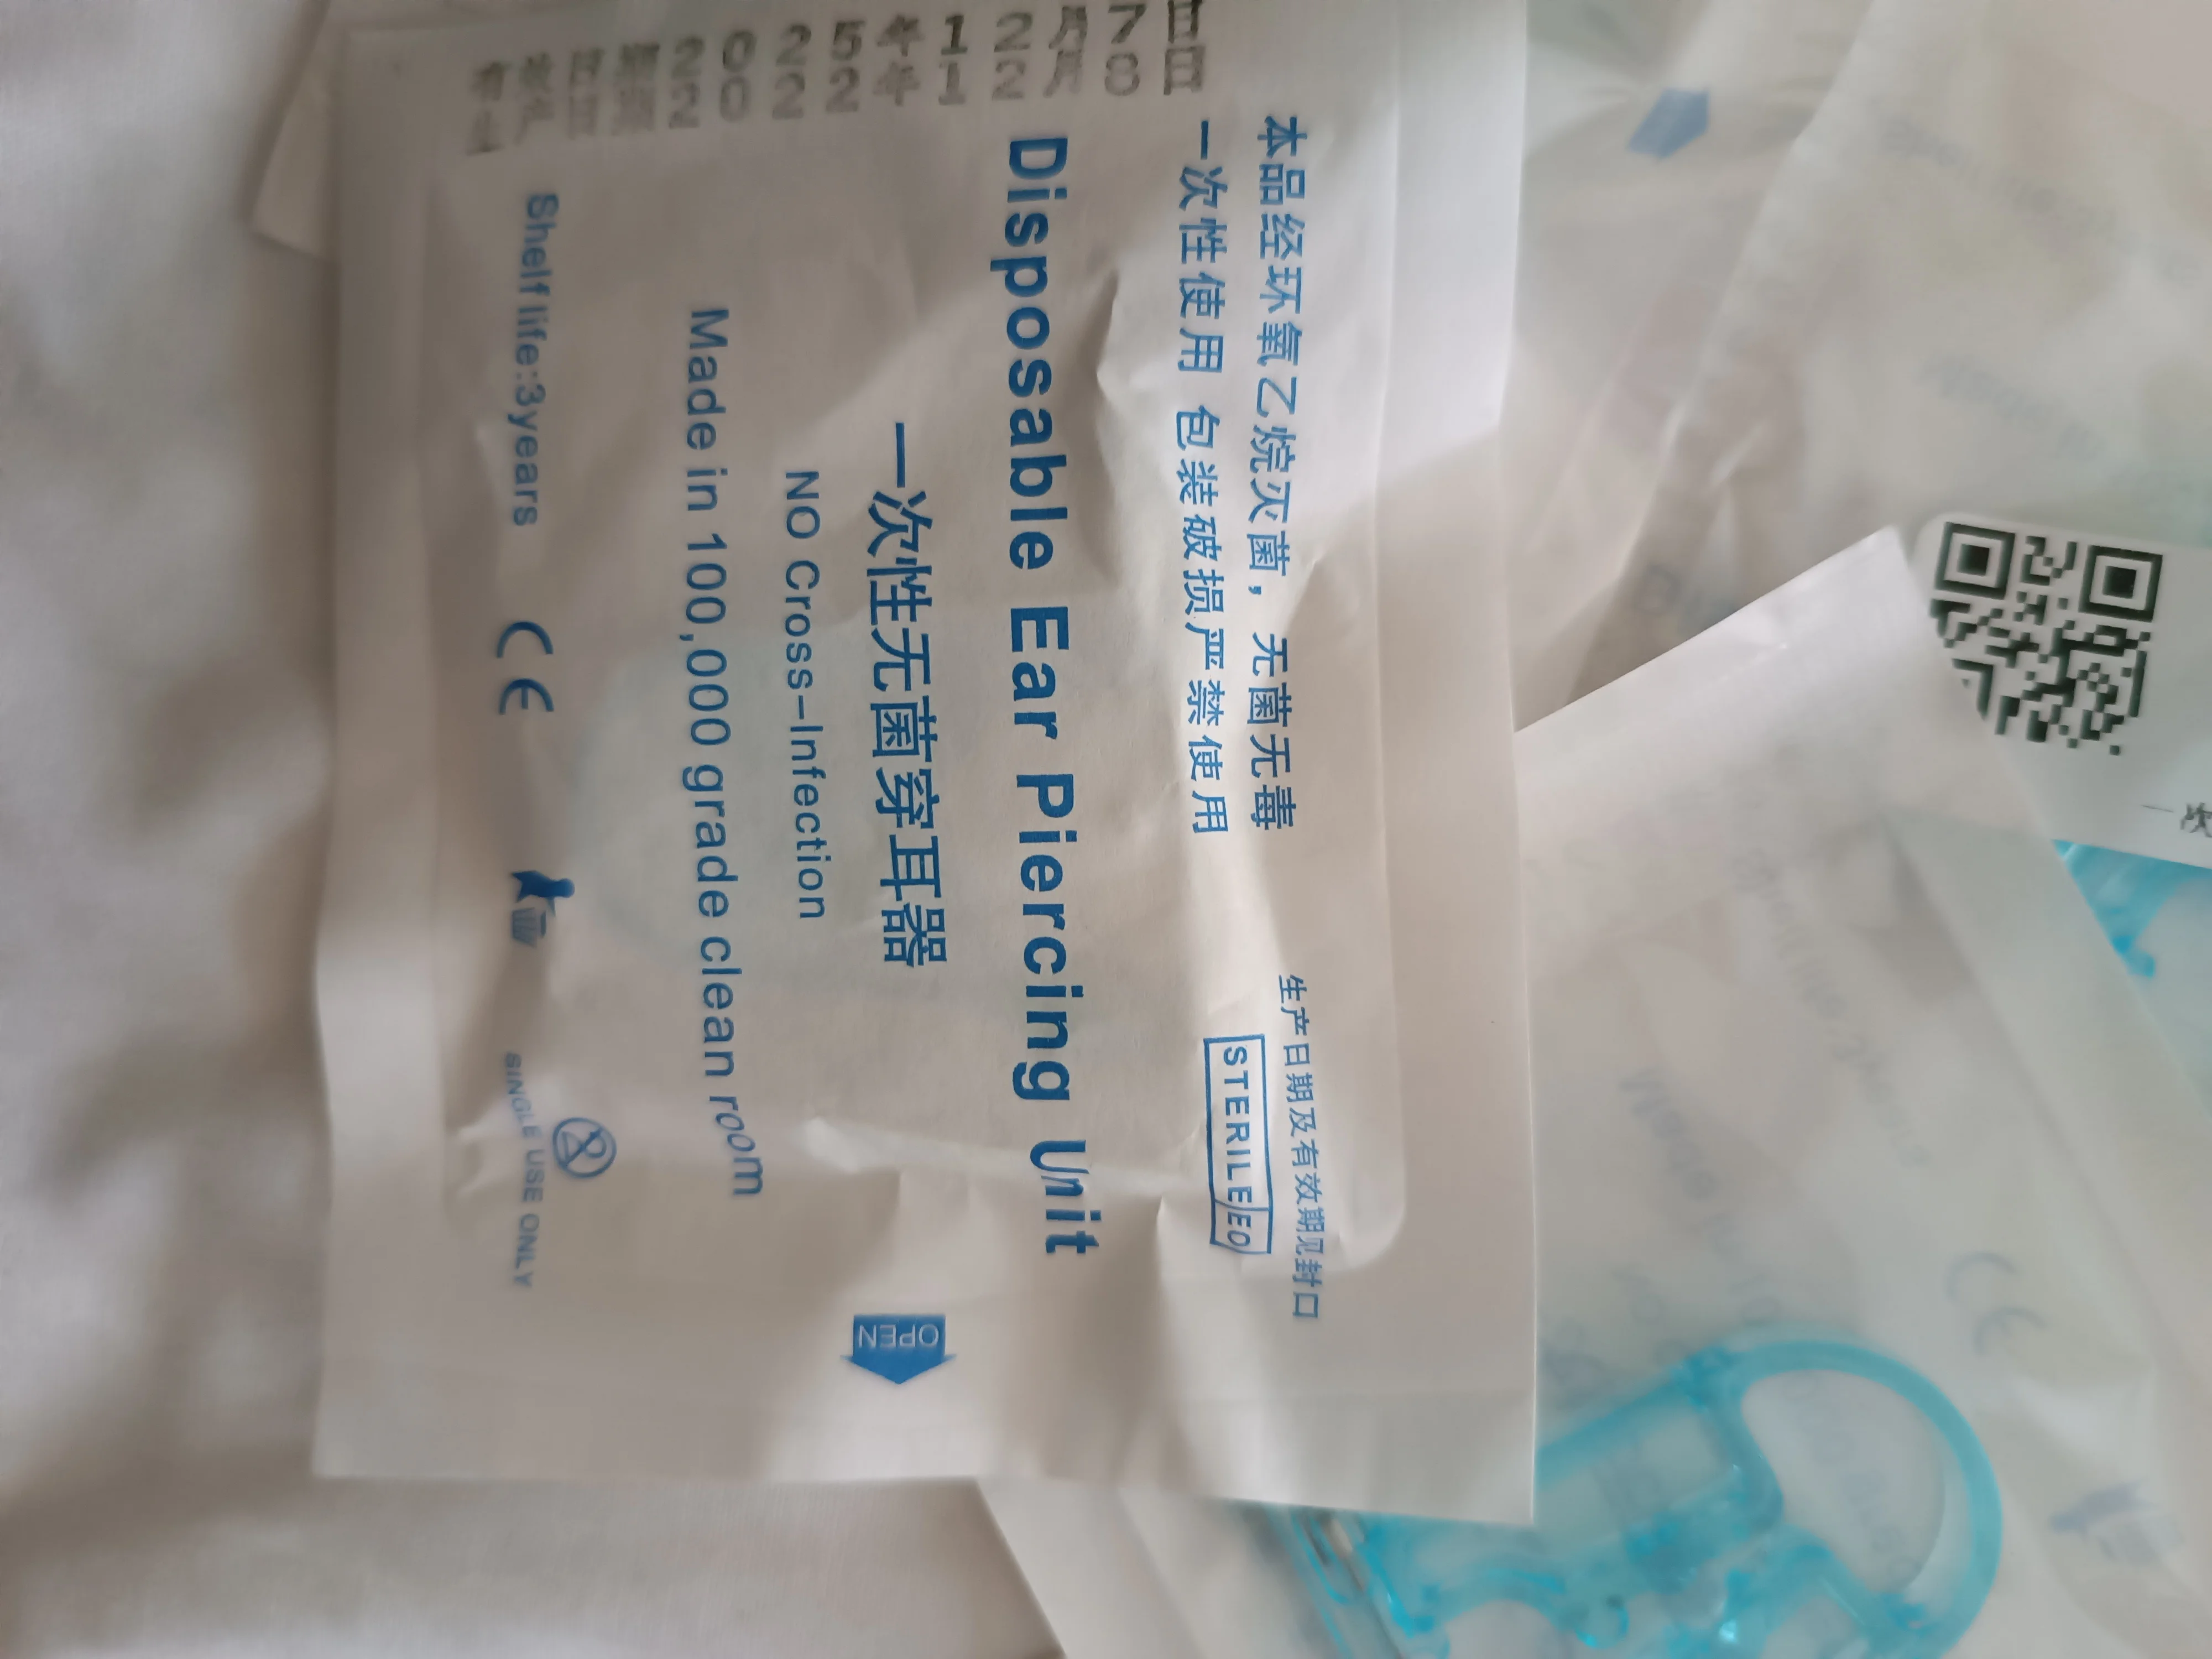 本品经环氧乙烷灭菌，无菌无毒
一次性使用 包装破损严禁使用
生产日期及有效期见封口
STERILE EO
Disposable Ear Piercing Unit
一次性无菌穿耳器
NO Cross-Infection
Made in 100,000 grade clean room
Shelf life:3years
CE
2
SINGLE USE ONLY
OPEN
有效日期2025年12月7日
生产日期2022年12月8日
一次